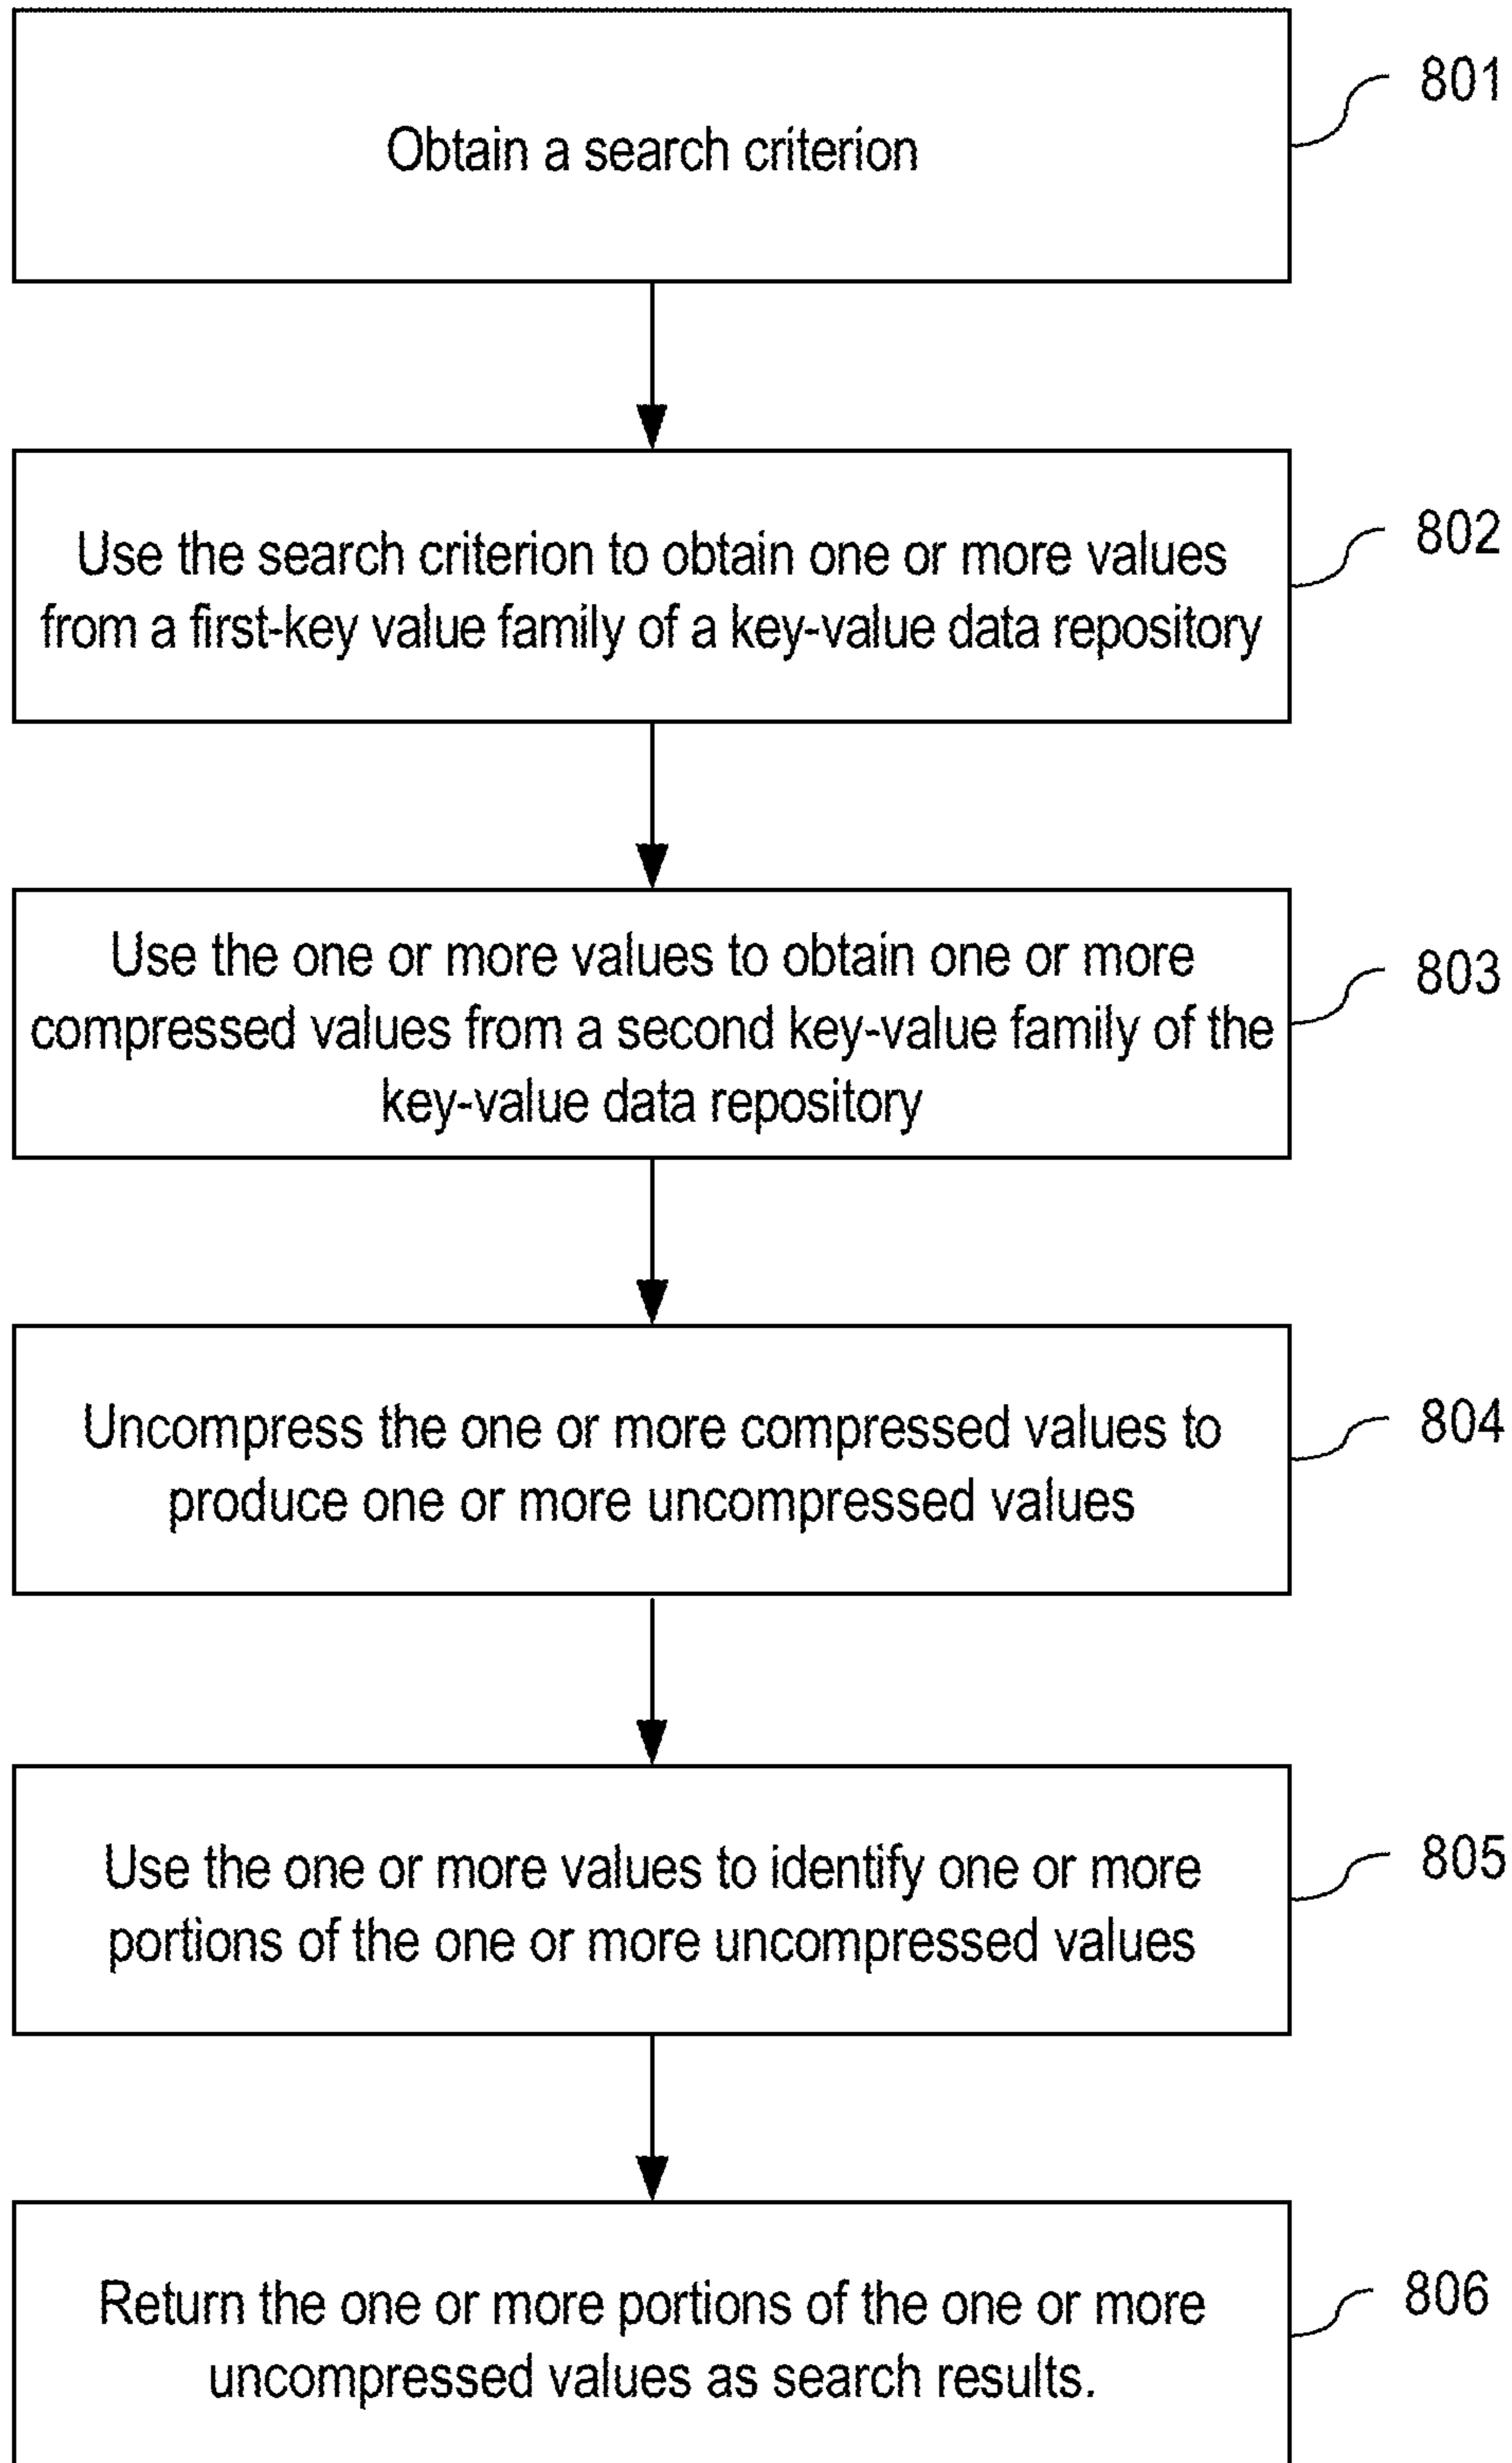 Obtain a search criterion
801
Use the search criterion to obtain one or more values
from a first-key value family of a key-value data repository
802
Use the one or more values to obtain one or more
compressed values from a second key-value family of the
key-value data repository
803
Uncompress the one or more compressed values to
produce one or more uncompressed values
804
Use the one or more values to identify one or more
portions of the one or more uncompressed values
805
Return the one or more portions of the one or more
uncompressed values as search results.
806